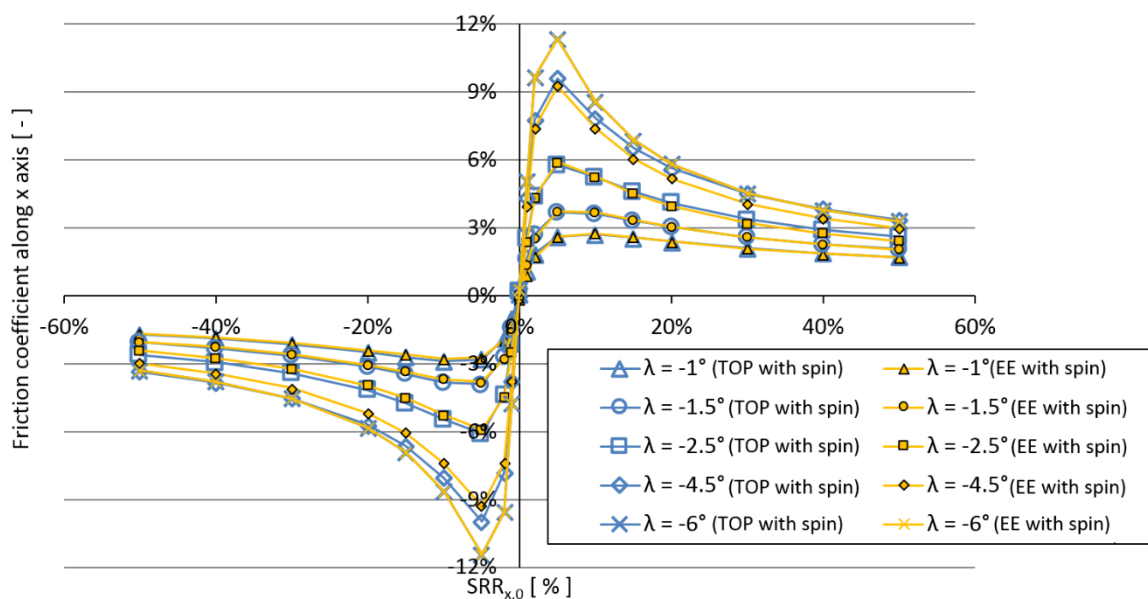 12%
9%
6%
3%
0%
-60% -40% -20% 0% 20% 40% 60%
-3%
-6%
-9%
-12%
Friction coefficient along x axis [ - ]
SRRx,0 [ % ]
λ = -1° (TOP with spin) λ = -1°(EE with spin)
λ = -1.5° (TOP with spin) λ = -1.5° (EE with spin)
λ = -2.5° (TOP with spin) λ = -2.5° (EE with spin)
λ = -4.5° (TOP with spin) λ = -4.5° (EE with spin)
λ = -6° (TOP with spin) λ = -6° (EE with spin)